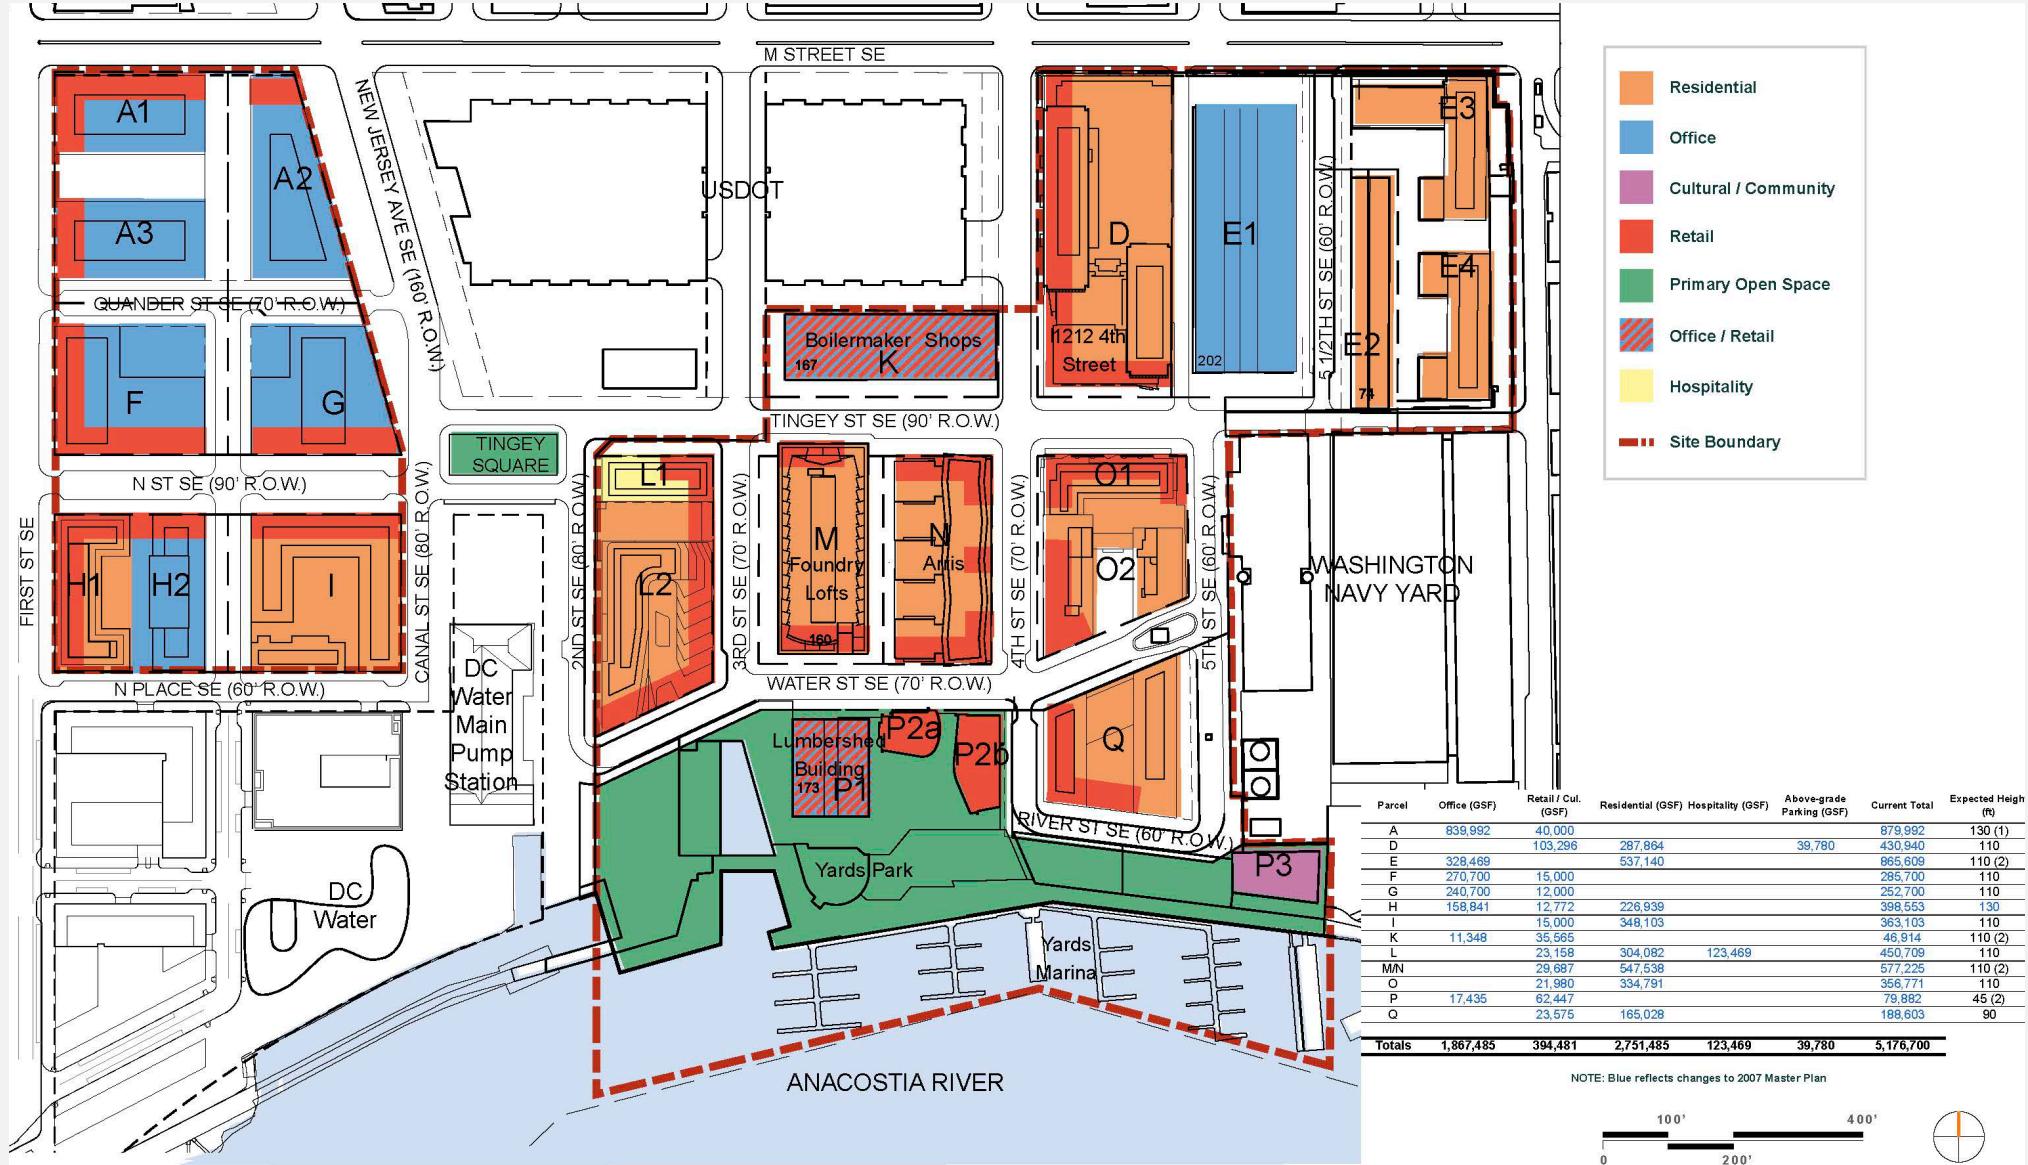 M STREET SE
NEW JERSEY AVE SE (160' R.O.W.)
A1
A2
A3
USDOT
D
E1
E3
E4
E2
5 1/2TH ST SE (60' R.O.W.)
QUANDER ST SE (70' R.O.W.)
F
G
Boilermaker Shops
167
K
1212 4th
Street
202
74
TINGEY ST SE (90' R.O.W.)
TINGEY
SQUARE
N ST SE (90' R.O.W.)
FIRST ST SE
H1
H2
I
CANAL ST SE (80' R.O.W.)
2ND ST SE (80' R.O.W.)
L1
L2
3RD ST SE (70' R.O.W.)
M
Foundry
Lofts
160
N
Arris
4TH ST SE (70' R.O.W.)
O1
O2
5TH ST SE (60' R.O.W.)
WASHINGTON
NAVY YARD
N PLACE SE (60' R.O.W.)
DC
Water
Main
Pump
Station
WATER ST SE (70' R.O.W.)
Lumbershed
Building
173
P1
P2a
P2b
Q
RIVER ST SE (60' R.O.W.)
P3
Yards Park
DC
Water
Yards
Marina
ANACOSTIA RIVER
Residential
Office
Cultural / Community
Retail
Primary Open Space
Office / Retail
Hospitality
Site Boundary
Parcel Office (GSF) Retail / Cul. (GSF) Residential (GSF) Hospitality (GSF) Above-grade Parking (GSF) Current Total Expected Heigh (ft)
A 839,992 40,000 879,992 130 (1)
D 103,296 287,864 39,780 430,940 110
E 328,469 537,140 865,609 110 (2)
F 270,700 15,000 285,700 110
G 240,700 12,000 252,700 110
H 158,841 12,772 226,939 398,553 130
I 15,000 348,103 363,103 110
K 11,348 35,565 46,914 110 (2)
L 23,158 304,082 123,469 450,709 110
M/N 29,687 547,538 577,225 110 (2)
O 21,980 334,791 356,771 110
P 17,435 62,447 79,882 45 (2)
Q 23,575 165,028 188,603 90
Totals 1,867,485 394,481 2,751,485 123,469 39,780 5,176,700
NOTE: Blue reflects changes to 2007 Master Plan
100' 400'
0 200'